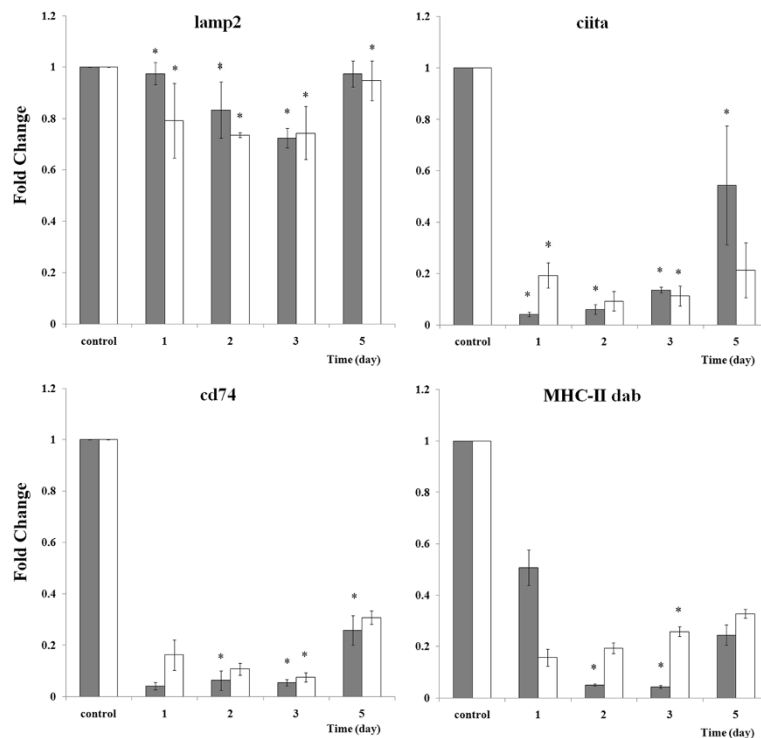 lamp2
1.2
1
0.8
0.6
0.4
0.2
0
Fold Change
* * * * * * *
control 1 2 3 5
Time (day)
ciita
1.2
1
0.8
0.6
0.4
0.2
0
* * * * * *
control 1 2 3 5
Time (day)
cd74
1.2
1
0.8
0.6
0.4
0.2
0
Fold Change
* * * *
control 1 2 3 5
Time (day)
MHC-II dab
1.2
1
0.8
0.6
0.4
0.2
0
* * *
control 1 2 3 5
Time (day)